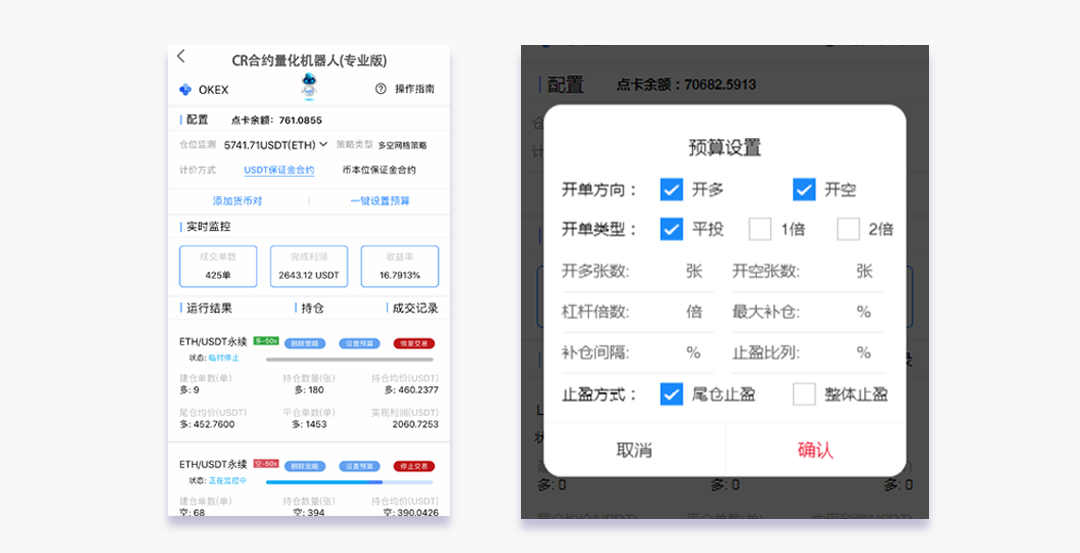 CR合约量化机器人(专业版)
OKEX 操作指南
配置 点卡余额：761.0855
仓位监测 5741.71USDT(ETH) 策略类型 多空网格策略
计价方式 USDT保证金合约 币本位保证金合约
添加货币对 一键设置预算
实时监控
成交单数 完成利润 收益率
425单 2643.12 USDT 16.7913%
运行结果 持仓 成交记录
ETH/USDT永续 多-50x 删除策略 设置预算 恢复交易
状态: 临时停止
建仓单数(单) 持仓数量(张) 持仓均价(USDT)
多: 9 多: 180 多: 460.2377
尾仓均价(USDT) 平仓单数(单) 实现利润(USDT)
多: 452.7600 多: 1453 2060.7253
ETH/USDT永续 空-50x 删除策略 设置预算 停止交易
状态: 正在监控中
建仓单数(单) 持仓数量(张) 持仓均价(USDT)
空: 68 空: 394 空: 390.0426
配置 点卡余额：70682.5913
预算设置
开单方向： 开多 开空
开单类型： 平投 1倍 2倍
开多张数: 张 开空张数: 张
杠杆倍数: 倍 最大补仓: %
补仓间隔: % 止盈比列: %
止盈方式： 尾仓止盈 整体止盈
取消 确认
多: 0 多: 0 多: 0